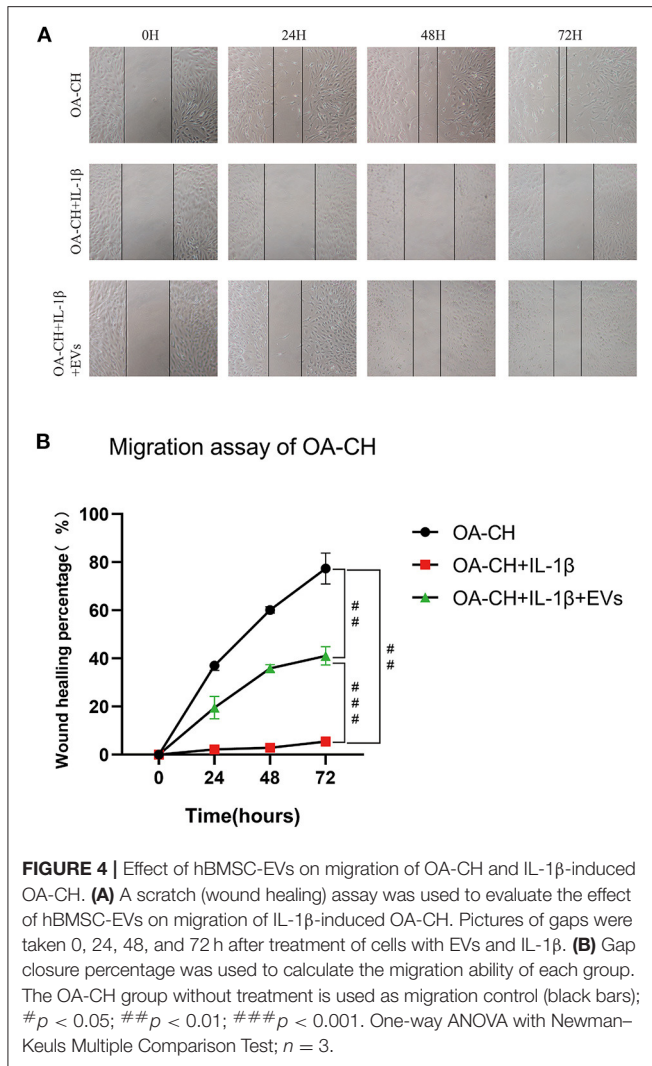 A
0H 24H 48H 72H
OA-CH
OA-CH+IL-1β
OA-CH+IL-1β
+EVs
B Migration assay of OA-CH
Wound healling percentage( %)
100
80
60
40
20
0
0 24 48 72
Time(hours)
OA-CH
OA-CH+IL-1β
OA-CH+IL-1β+EVs
##
##
###
FIGURE 4 | Effect of hBMSC-EVs on migration of OA-CH and IL-1β-induced
OA-CH. (A) A scratch (wound healing) assay was used to evaluate the effect
of hBMSC-EVs on migration of IL-1β-induced OA-CH. Pictures of gaps were
taken 0, 24, 48, and 72 h after treatment of cells with EVs and IL-1β. (B) Gap
closure percentage was used to calculate the migration ability of each group.
The OA-CH group without treatment is used as migration control (black bars);
#p < 0.05; ##p < 0.01; ###p < 0.001. One-way ANOVA with Newman–
Keuls Multiple Comparison Test; n = 3.